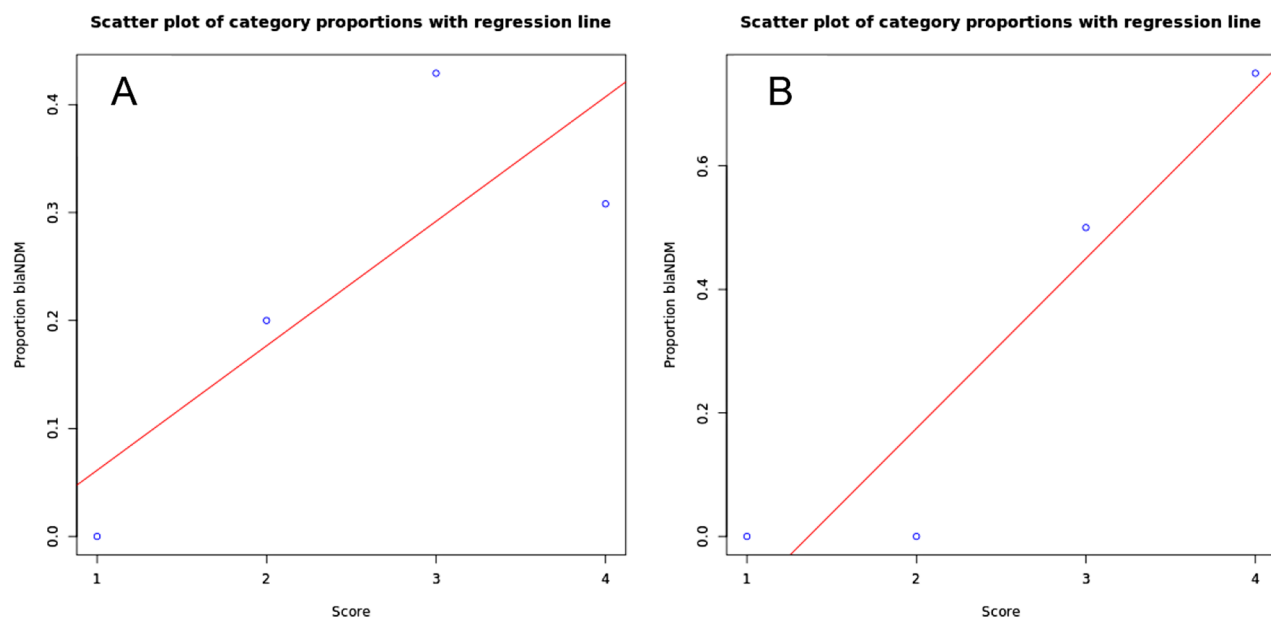 Scatter plot of category proportions with regression line
A
Proportion blaNDM
0.4
0.3
0.2
0.1
0.0
1 2 3 4
Score
Scatter plot of category proportions with regression line
B
Proportion blaNDM
0.6
0.4
0.2
0.0
1 2 3 4
Score